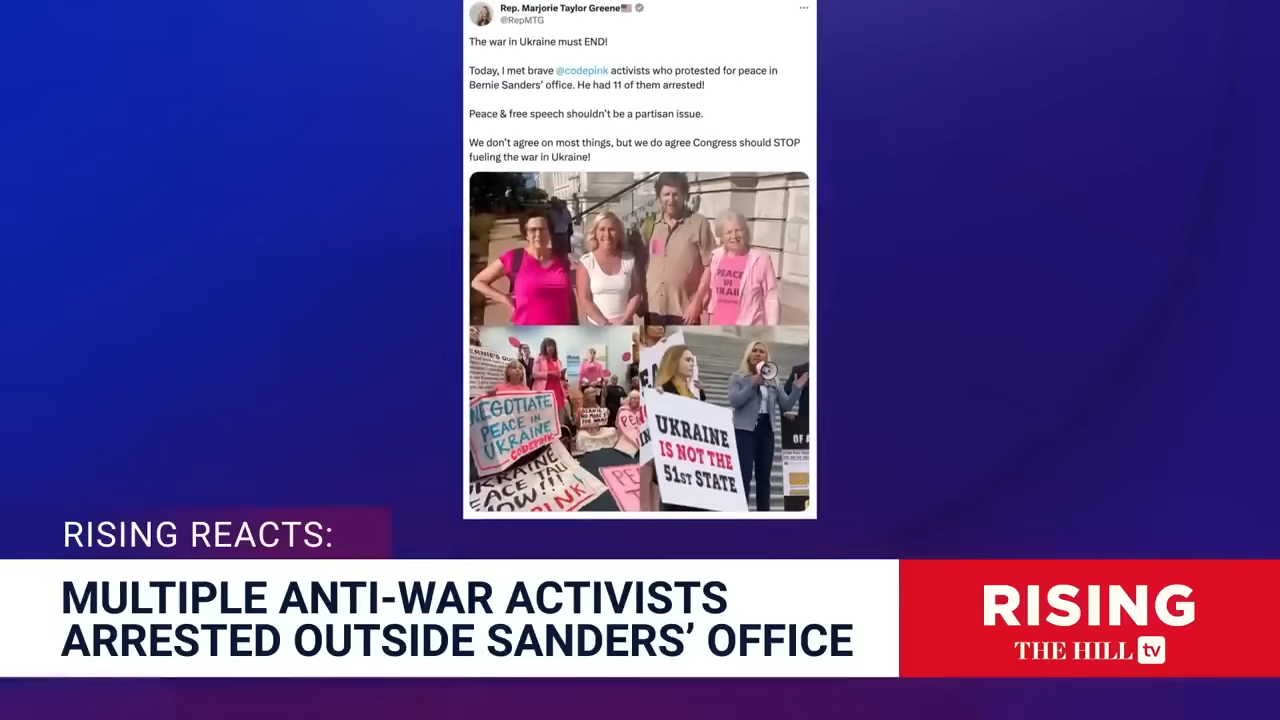 Rep. Marjorie Taylor Greene
@RepMTG
The war in Ukraine must END!
Today, I met brave @codepink activists who protested for peace in
Bernie Sanders' office. He had 11 of them arrested!
Peace & free speech shouldn't be a partisan issue.
We don't agree on most things, but we do agree Congress should STOP
fueling the war in Ukraine!
PEACE
IN
NEGOTIATE
PEACE IN
UKRAINE
CODEPINK
UKRAINE
IS NOT THE
51ST STATE
RISING REACTS:
MULTIPLE ANTI-WAR ACTIVISTS
ARRESTED OUTSIDE SANDERS' OFFICE
RISING
THE HILL tv